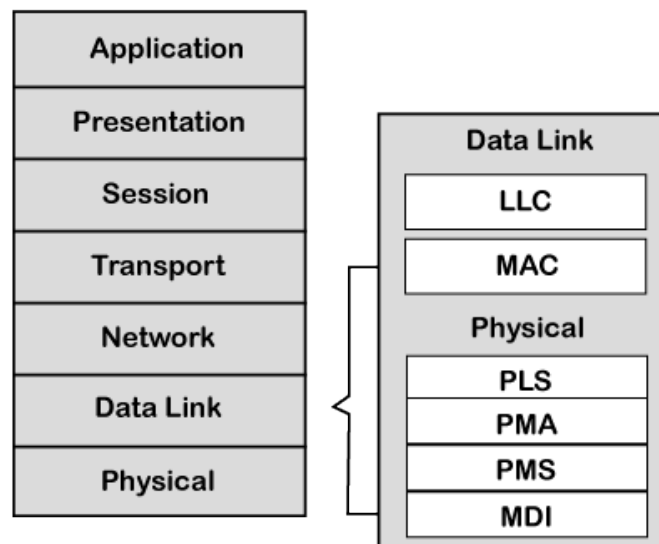 Application
Presentation
Session
Transport
Network
Data Link
Physical
Data Link
LLC
MAC
Physical
PLS
PMA
PMS
MDI